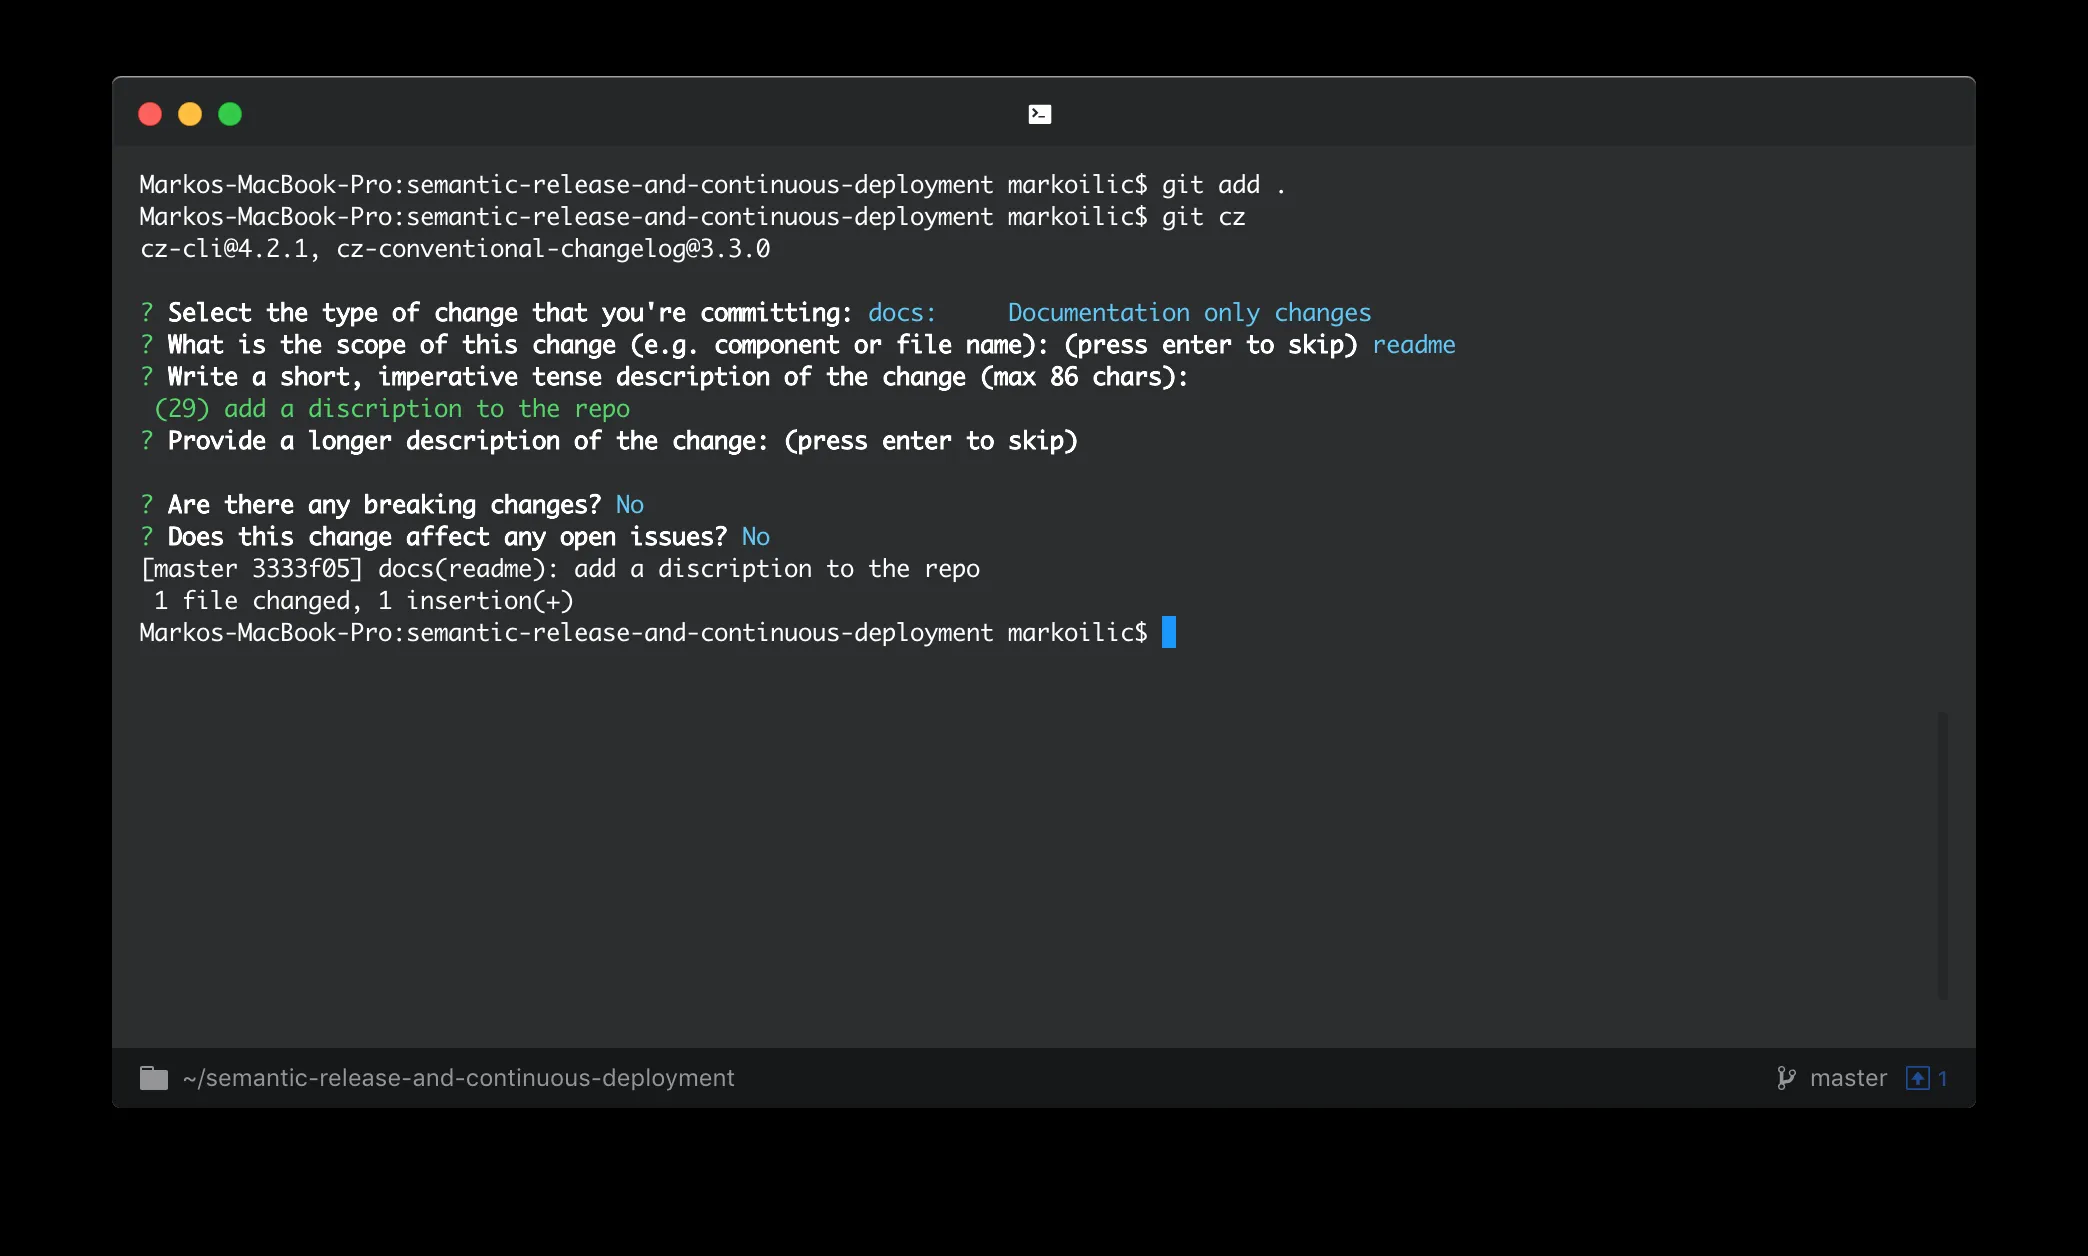 >_
Markos-MacBook-Pro:semantic-release-and-continuous-deployment markoilic$ git add .
Markos-MacBook-Pro:semantic-release-and-continuous-deployment markoilic$ git cz
cz-cli@4.2.1, cz-conventional-changelog@3.3.0
? Select the type of change that you're committing: docs:     Documentation only changes
? What is the scope of this change (e.g. component or file name): (press enter to skip) readme
? Write a short, imperative tense description of the change (max 86 chars):
(29) add a discription to the repo
? Provide a longer description of the change: (press enter to skip)
? Are there any breaking changes? No
? Does this change affect any open issues? No
[master 3333f05] docs(readme): add a discription to the repo
1 file changed, 1 insertion(+)
Markos-MacBook-Pro:semantic-release-and-continuous-deployment markoilic$
~/semantic-release-and-continuous-deployment master 1